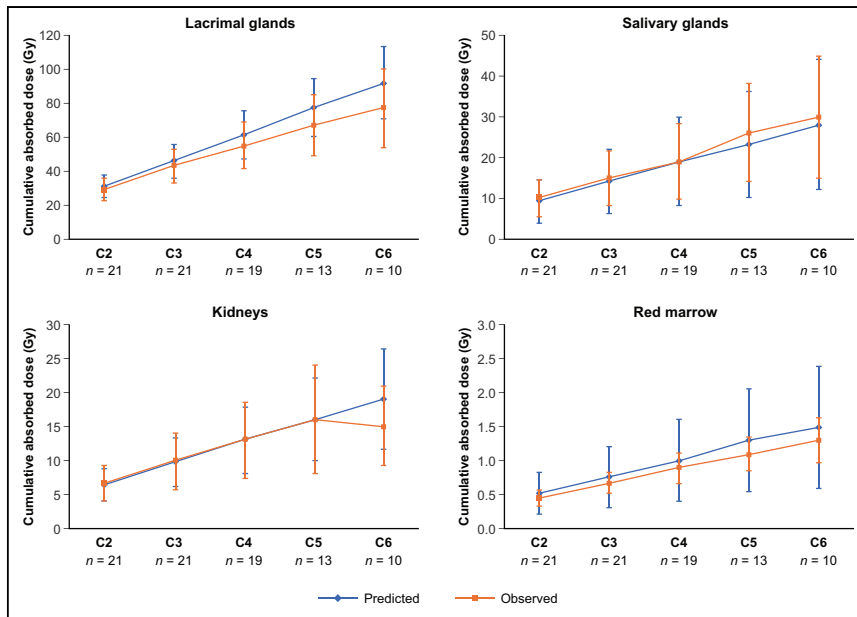 Lacrimal glands
Cumulative absorbed dose (Gy)
120
100
80
60
40
20
0
C2 C3 C4 C5 C6
n = 21 n = 21 n = 19 n = 13 n = 10
Salivary glands
Cumulative absorbed dose (Gy)
50
40
30
20
10
0
C2 C3 C4 C5 C6
n = 21 n = 21 n = 19 n = 13 n = 10
Kidneys
Cumulative absorbed dose (Gy)
30
25
20
15
10
5
0
C2 C3 C4 C5 C6
n = 21 n = 21 n = 19 n = 13 n = 10
Red marrow
Cumulative absorbed dose (Gy)
3.0
2.5
2.0
1.5
1.0
0.5
0.0
C2 C3 C4 C5 C6
n = 21 n = 21 n = 19 n = 13 n = 10
Predicted Observed